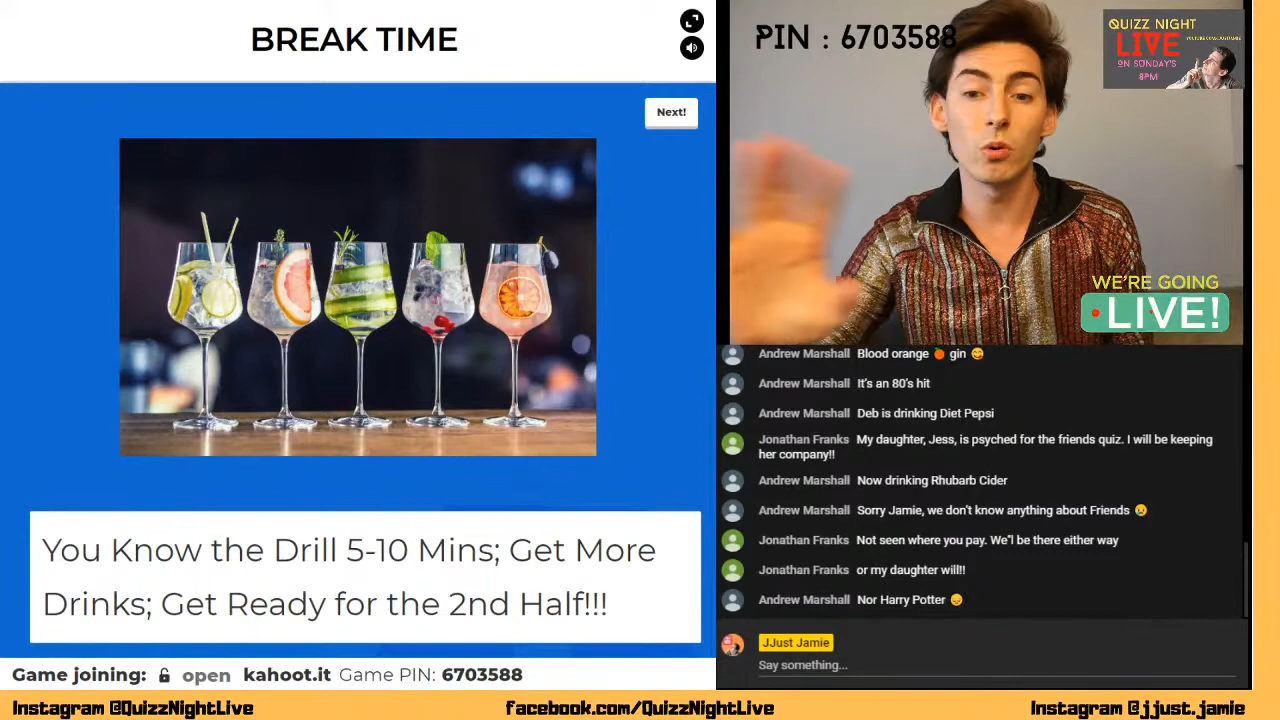 BREAK TIME
Next!
You Know the Drill 5-10 Mins; Get More
Drinks; Get Ready for the 2nd Half!!!
Game joining: open kahoot.it Game PIN: 6703588
PIN : 6703588
QUIZZ NIGHT
LIVE
ON SUNDAY'S
8PM
WE'RE GOING
LIVE!
Andrew Marshall Blood orange 🍊 gin 😊
Andrew Marshall It's an 80's hit
Andrew Marshall Deb is drinking Diet Pepsi
Jonathan Franks My daughter, Jess, is psyched for the friends quiz. I will be keeping
her company!!
Andrew Marshall Now drinking Rhubarb Cider
Andrew Marshall Sorry Jamie, we don't know anything about Friends 😢
Jonathan Franks Not seen where you pay. We"l be there either way
Jonathan Franks or my daughter will!!
Andrew Marshall Nor Harry Potter 😞
JJust Jamie
Say something...
Instagram @QuizzNightLive
facebook.com/QuizzNightLive
Instagram @jjust.jamie